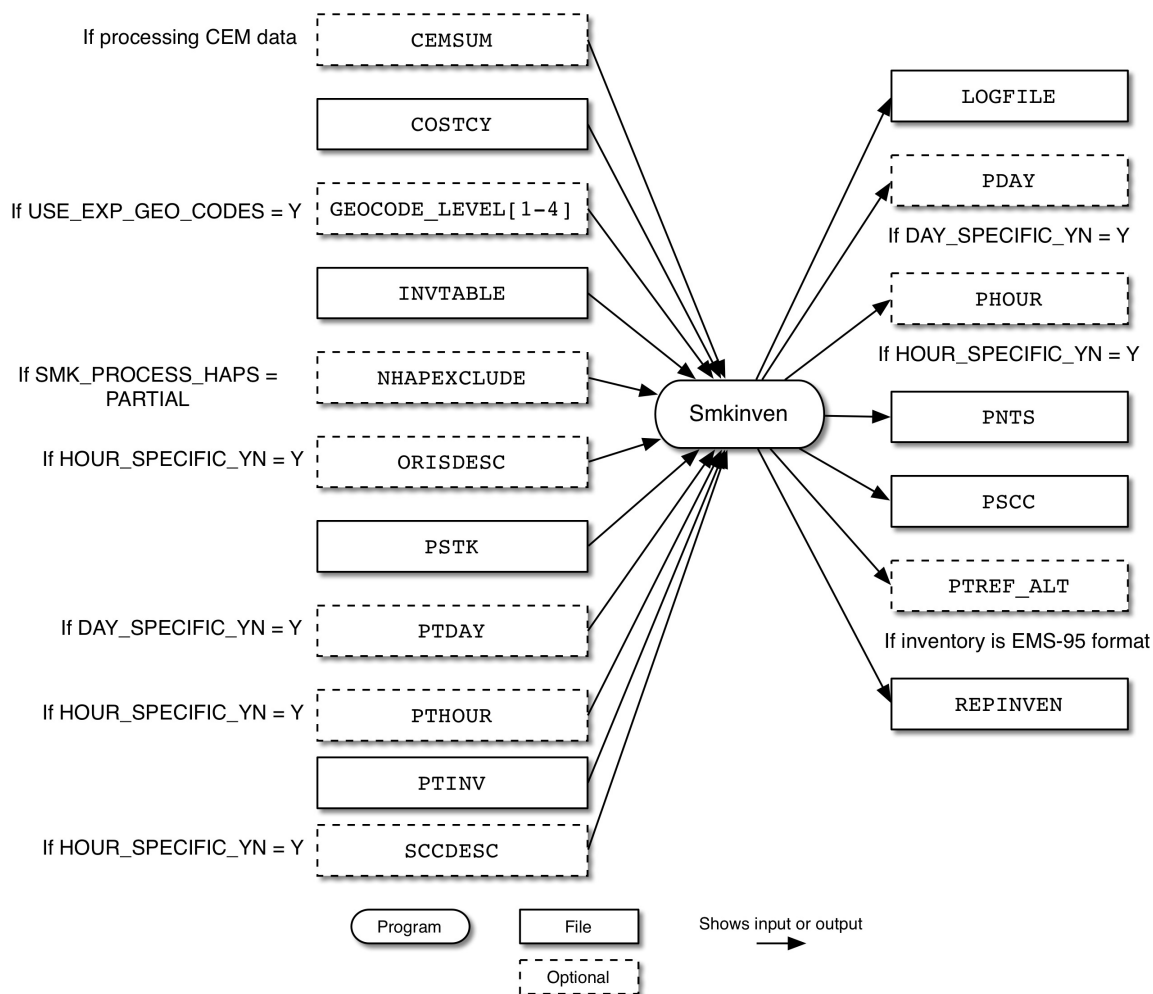 If processing CEM data
CEMSUM
COSTCY
If USE_EXP_GEO_CODES = Y
GEOCODE_LEVEL[1-4]
INVTABLE
If SMK_PROCESS_HAPS =
PARTIAL
NHAPEXCLUDE
If HOUR_SPECIFIC_YN = Y
ORISDESC
PSTK
If DAY_SPECIFIC_YN = Y
PTDAY
If HOUR_SPECIFIC_YN = Y
PTHOUR
PTINV
If HOUR_SPECIFIC_YN = Y
SCCDESC
Smkinven
LOGFILE
PDAY
If DAY_SPECIFIC_YN = Y
PHOUR
If HOUR_SPECIFIC_YN = Y
PNTS
PSCC
PTREF_ALT
If inventory is EMS-95 format
REPINVEN
Program
File
Shows input or output
Optional